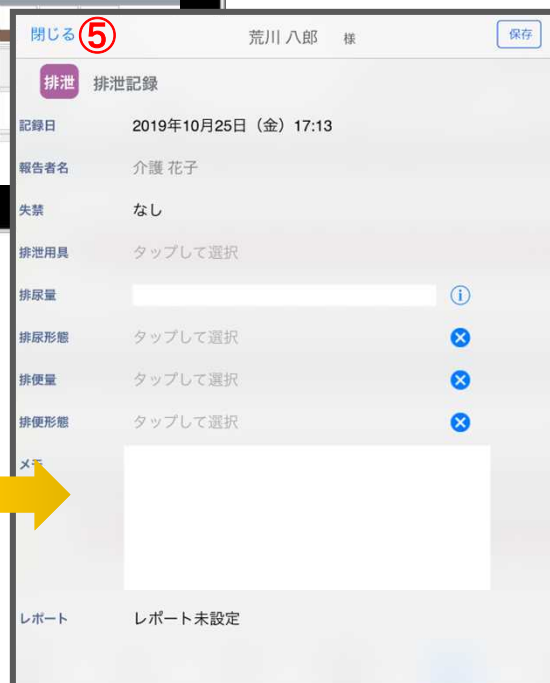 閉じる ⑤ 荒川 八郎 様 保存
排泄 排泄記録
記録日 2019年10月25日（金）17:13
報告者名 介護 花子
失禁 なし
排泄用具 タップして選択
排尿量
排尿形態 タップして選択
排便量 タップして選択
排便形態 タップして選択
メモ
レポート レポート未設定